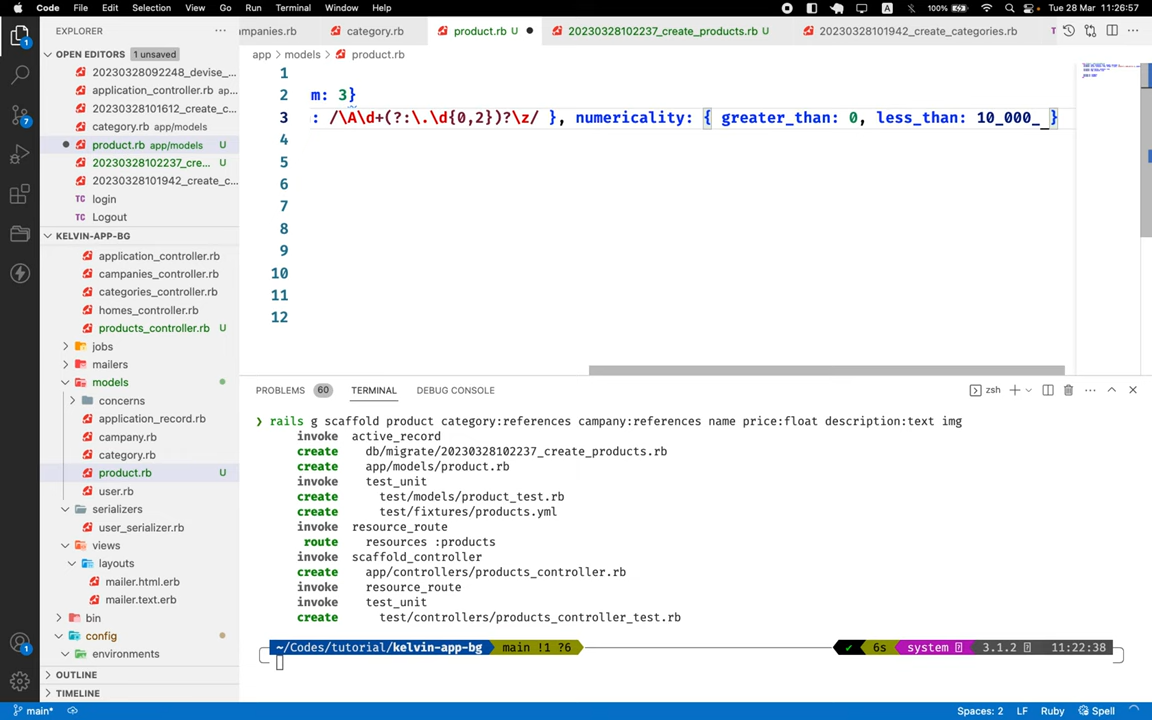 Code File Edit Selection View Go Run Terminal Window Help A 100% Tue 28 Mar 11:26:57
EXPLORER
OPEN EDITORS 1 unsaved
20230328092248_devise_...
application_controller.rb ap...
20230328101612_create_c...
category.rb app/models
product.rb app/models U
20230328102237_cre... U
20230328101942_create_c...
TC login
TC Logout
KELVIN-APP-BG
application_controller.rb
campanies_controller.rb
categories_controller.rb
homes_controller.rb
products_controller.rb U
jobs
mailers
models
concerns
application_record.rb
campany.rb
category.rb
product.rb U
user.rb
serializers
user_serializer.rb
views
layouts
mailer.html.erb
mailer.text.erb
bin
config
environments
OUTLINE
TIMELINE
mpanies.rb category.rb product.rb U 20230328102237_create_products.rb U 20230328101942_create_categories.rb T
app > models > product.rb
1
2 m: 3}
3 : /\A\d+(?:\.\d{0,2})?\z/ }, numericality: { greater_than: 0, less_than: 10_000__}
4
5
6
7
8
9
10
11
12
PROBLEMS 60 TERMINAL DEBUG CONSOLE zsh
❯ rails g scaffold product category:references campany:references name price:float description:text img
invoke active_record
create db/migrate/20230328102237_create_products.rb
create app/models/product.rb
invoke test_unit
create test/models/product_test.rb
create test/fixtures/products.yml
invoke resource_route
route resources :products
invoke scaffold_controller
create app/controllers/products_controller.rb
invoke resource_route
invoke test_unit
create test/controllers/products_controller_test.rb
~/Codes/tutorial/kelvin-app-bg main !1 ?6 ✔ 6s system 3.1.2 11:22:38
main* Spaces: 2 LF Ruby Spell
1
7
1